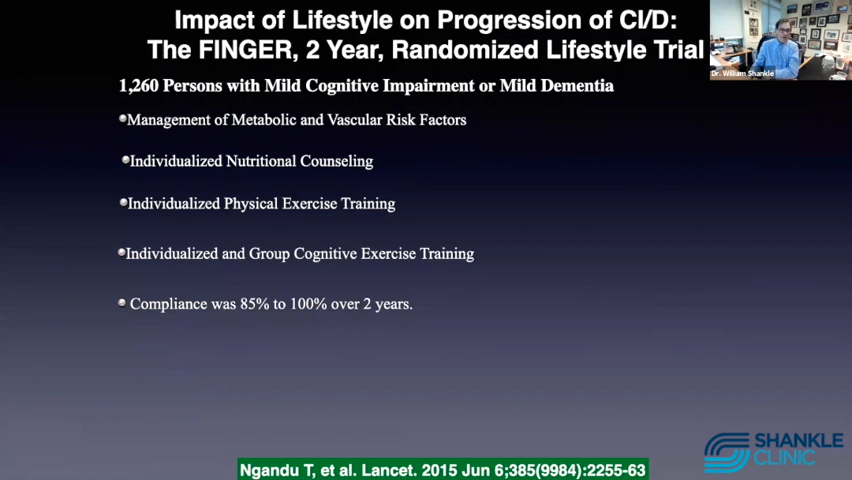 Impact of Lifestyle on Progression of CI/D:
The FINGER, 2 Year, Randomized Lifestyle Trial
Dr. William Shankle
1,260 Persons with Mild Cognitive Impairment or Mild Dementia
Management of Metabolic and Vascular Risk Factors
Individualized Nutritional Counseling
Individualized Physical Exercise Training
Individualized and Group Cognitive Exercise Training
Compliance was 85% to 100% over 2 years.
SHANKLE
CLINIC
Ngandu T, et al. Lancet. 2015 Jun 6;385(9984):2255-63